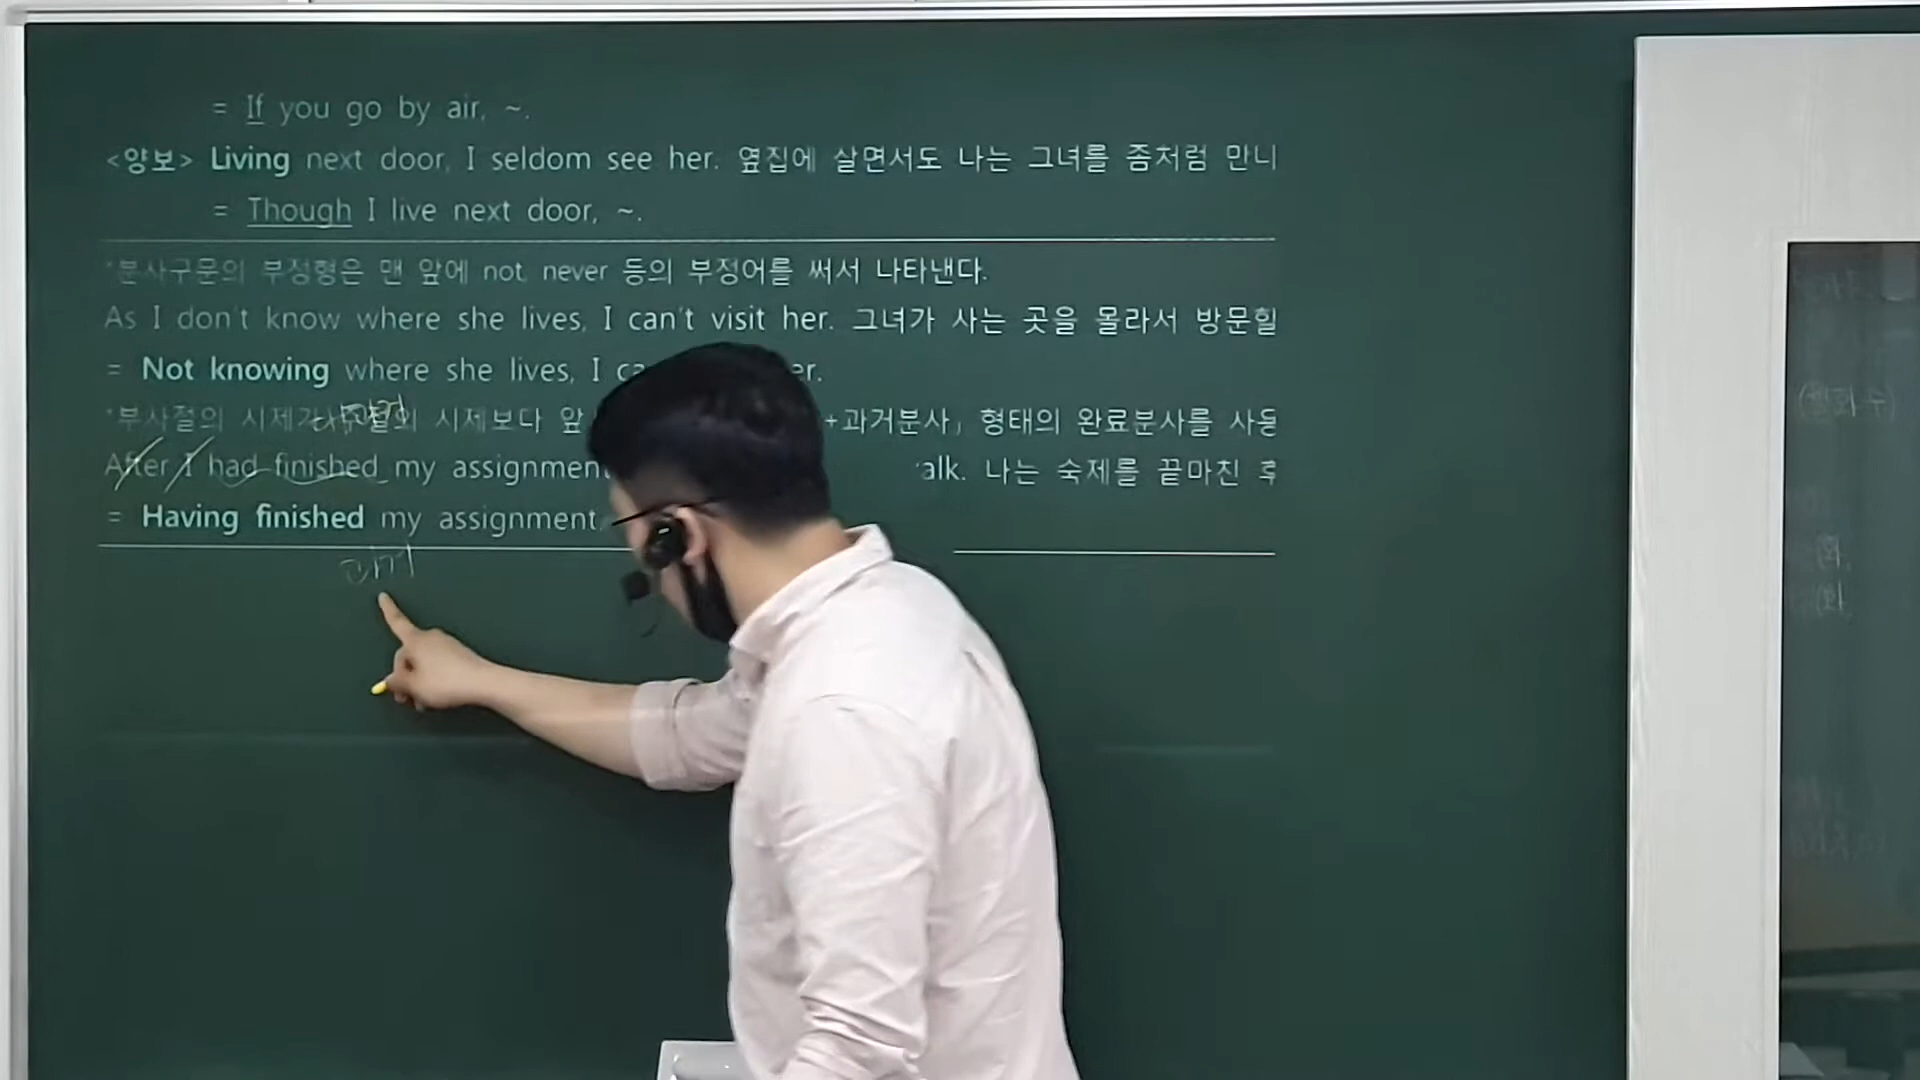 = If you go by air, ~.
<양보> Living next door, I seldom see her. 옆집에 살면서도 나는 그녀를 좀처럼 만니
= Though I live next door, ~.
*분사구문의 부정형은 맨 앞에 not, never 등의 부정어를 써서 나타낸다.
As I don't know where she lives, I can't visit her. 그녀가 사는 곳을 몰라서 방문힐
= Not knowing where she lives, I ca er.
*부사절의 시제가 주절의 시제보다 앞 +과거분사」 형태의 완료분사를 사용
After I had finished my assignment alk. 나는 숙제를 끝마친 후
= Having finished my assignment,
과거